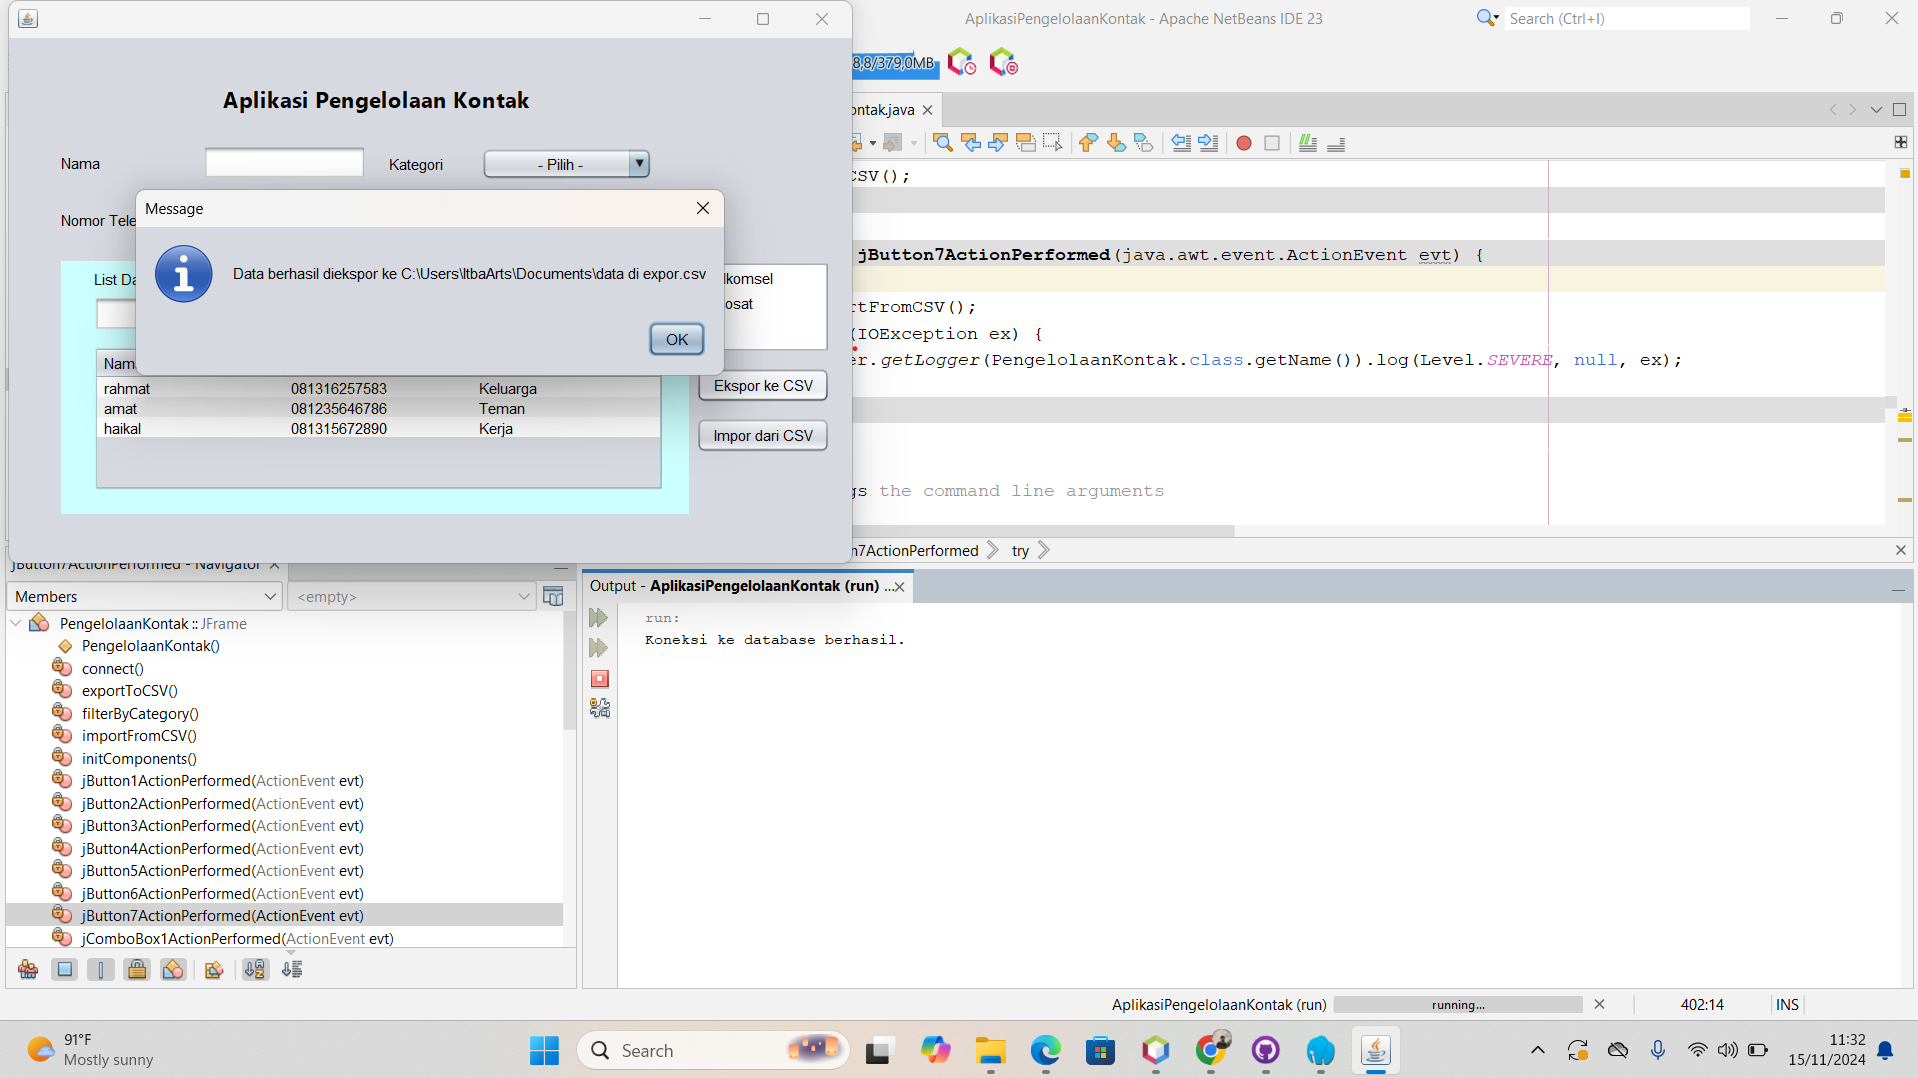 AplikasiPengelolaanKontak - Apache NetBeans IDE 23
Search (Ctrl+I)
8,8/379,0MB
ontak.java
Aplikasi Pengelolaan Kontak
Nama
Kategori
- Pilih -
Nomor Tele
Message
Data berhasil diekspor ke C:\Users\ItbaArts\Documents\data di expor.csv
OK
List Da
lkomsel
osat
Nam
rahmat 081316257583 Keluarga
amat 081235646786 Teman
haikal 081315672890 Kerja
Ekspor ke CSV
Impor dari CSV
CSV();
jButton7ActionPerformed(java.awt.event.ActionEvent evt) {
rtFromCSV();
(IOException ex) {
er.getLogger(PengelolaanKontak.class.getName()).log(Level.SEVERE, null, ex);
gs the command line arguments
n7ActionPerformed
try
jButton7ActionPerformed - Navigator
Members
<empty>
PengelolaanKontak :: JFrame
PengelolaanKontak()
connect()
exportToCSV()
filterByCategory()
importFromCSV()
initComponents()
jButton1ActionPerformed(ActionEvent evt)
jButton2ActionPerformed(ActionEvent evt)
jButton3ActionPerformed(ActionEvent evt)
jButton4ActionPerformed(ActionEvent evt)
jButton5ActionPerformed(ActionEvent evt)
jButton6ActionPerformed(ActionEvent evt)
jButton7ActionPerformed(ActionEvent evt)
jComboBox1ActionPerformed(ActionEvent evt)
Output - AplikasiPengelolaanKontak (run) ...
run:
Koneksi ke database berhasil.
AplikasiPengelolaanKontak (run)
running...
402:14
INS
91°F
Mostly sunny
Search
11:32
15/11/2024